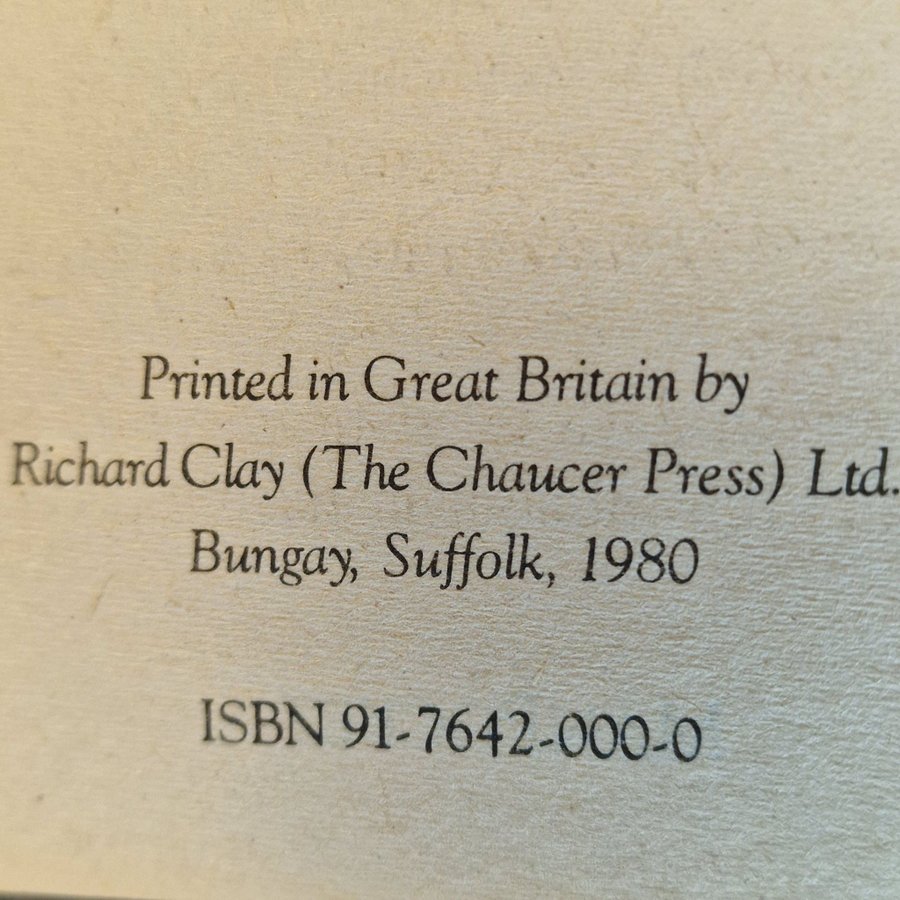 Printed in Great Britain by
Richard Clay (The Chaucer Press) Ltd.
Bungay, Suffolk, 1980
ISBN 91-7642-000-0